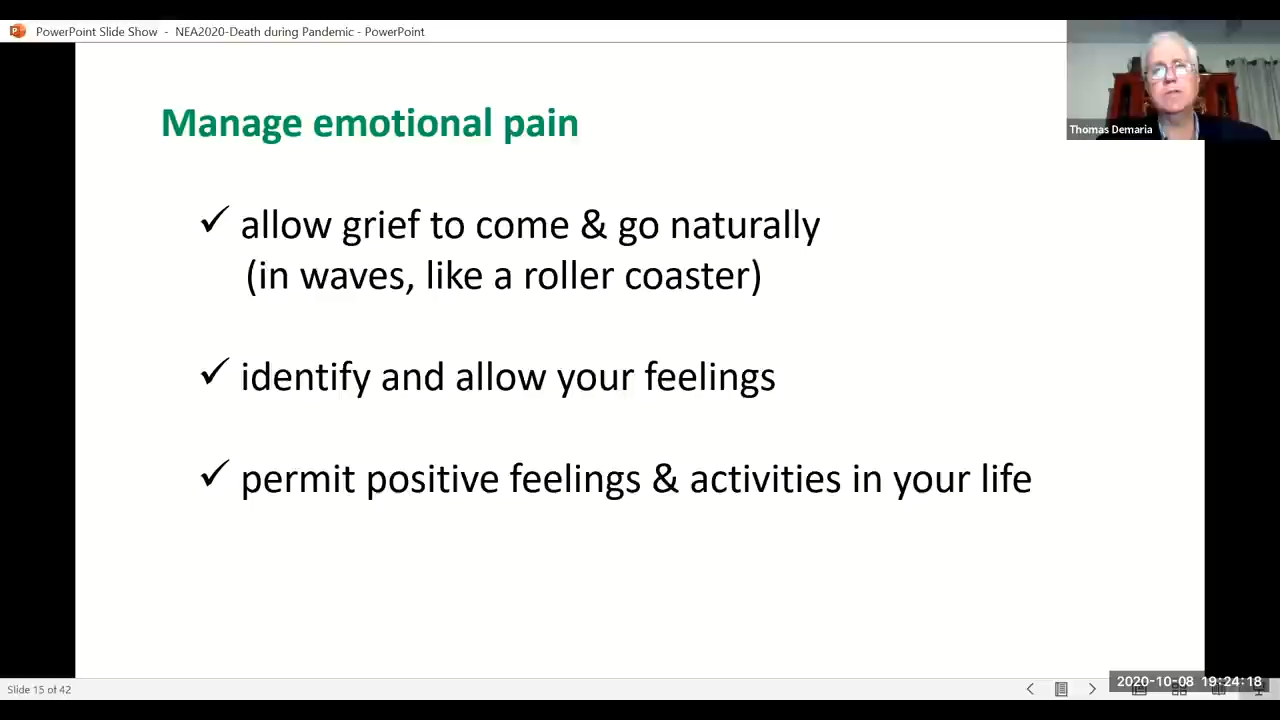 PowerPoint Slide Show - NEA2020-Death during Pandemic - PowerPoint
Thomas Demaria
Manage emotional pain
✓ allow grief to come & go naturally
(in waves, like a roller coaster)
✓ identify and allow your feelings
✓ permit positive feelings & activities in your life
Slide 15 of 42
2020-10-08 19:24:18